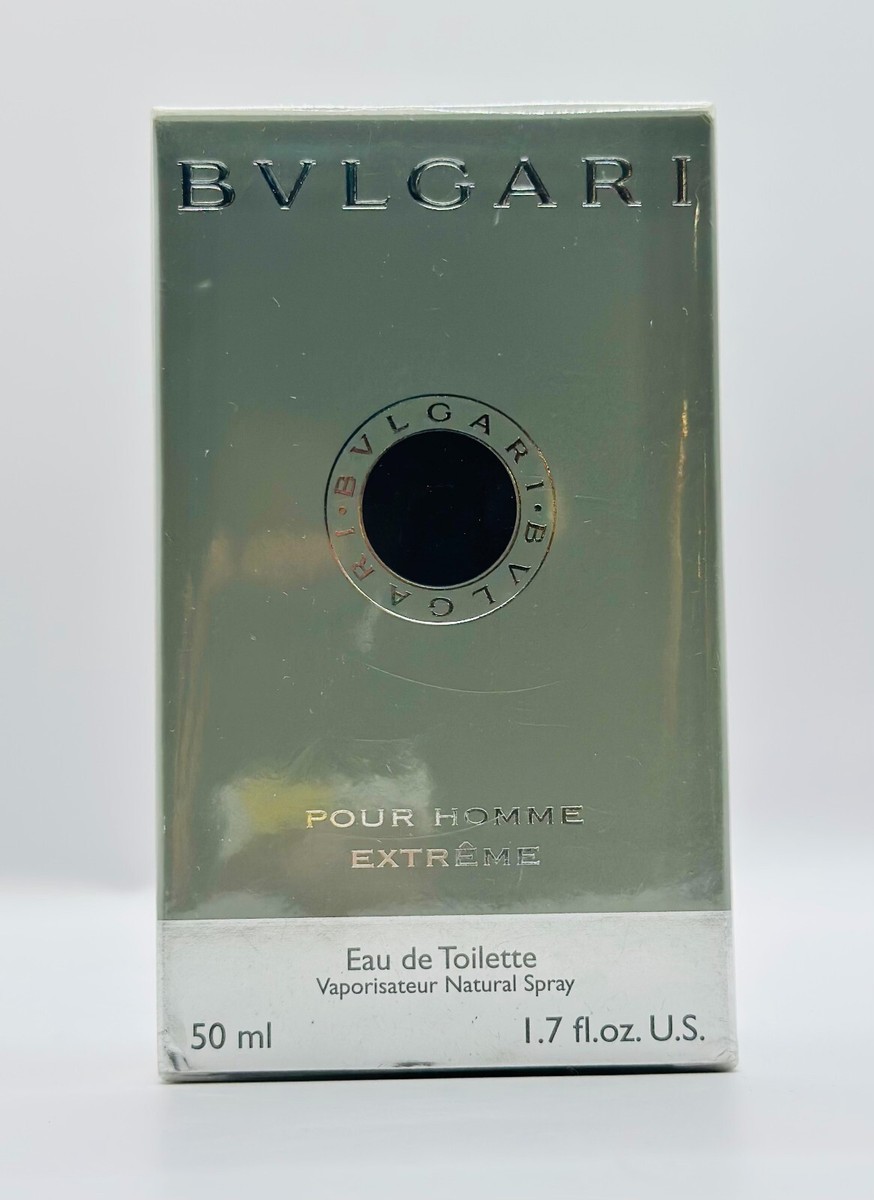 BVLGARI
BVLGARI • BVLGARI •
POUR HOMME
EXTRÊME
Eau de Toilette
Vaporisateur Natural Spray
50 ml
1.7 fl.oz. U.S.